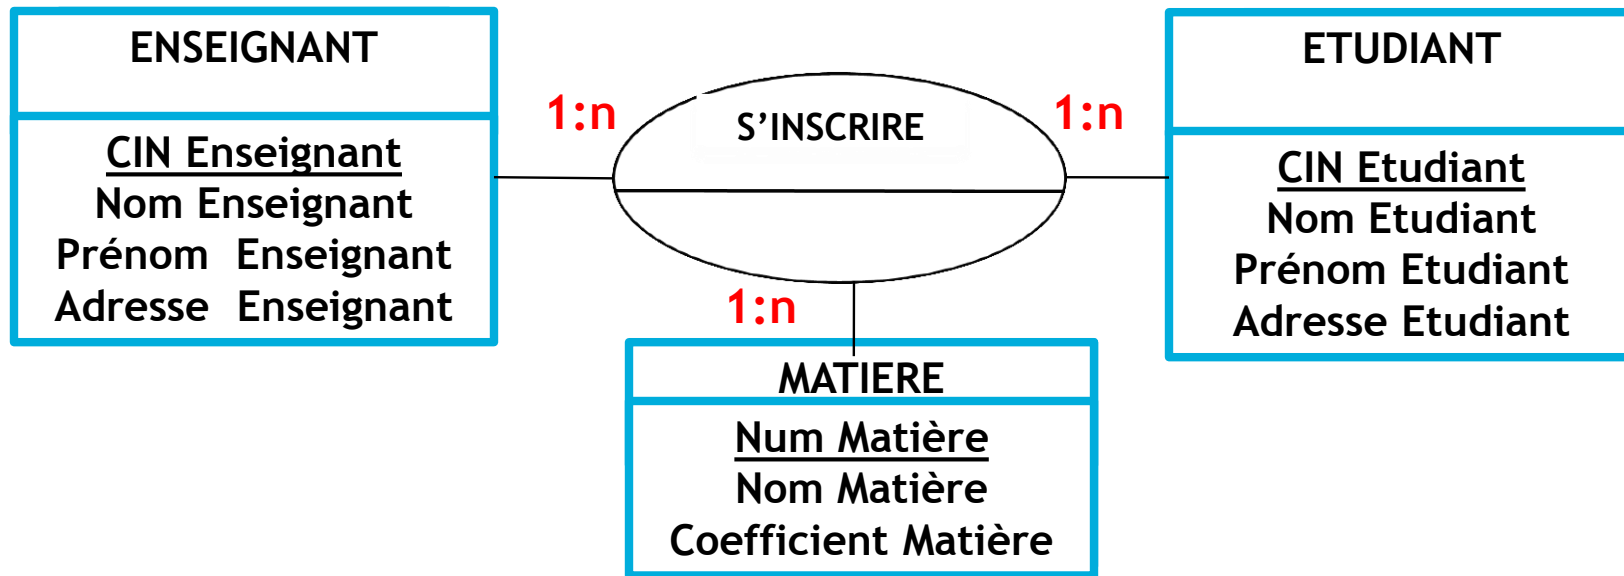 ENSEIGNANT
CIN Enseignant
Nom Enseignant
Prénom Enseignant
Adresse Enseignant
1:n
S’INSCRIRE
1:n
ETUDIANT
CIN Etudiant
Nom Etudiant
Prénom Etudiant
Adresse Etudiant
1:n
MATIERE
Num Matière
Nom Matière
Coefficient Matière